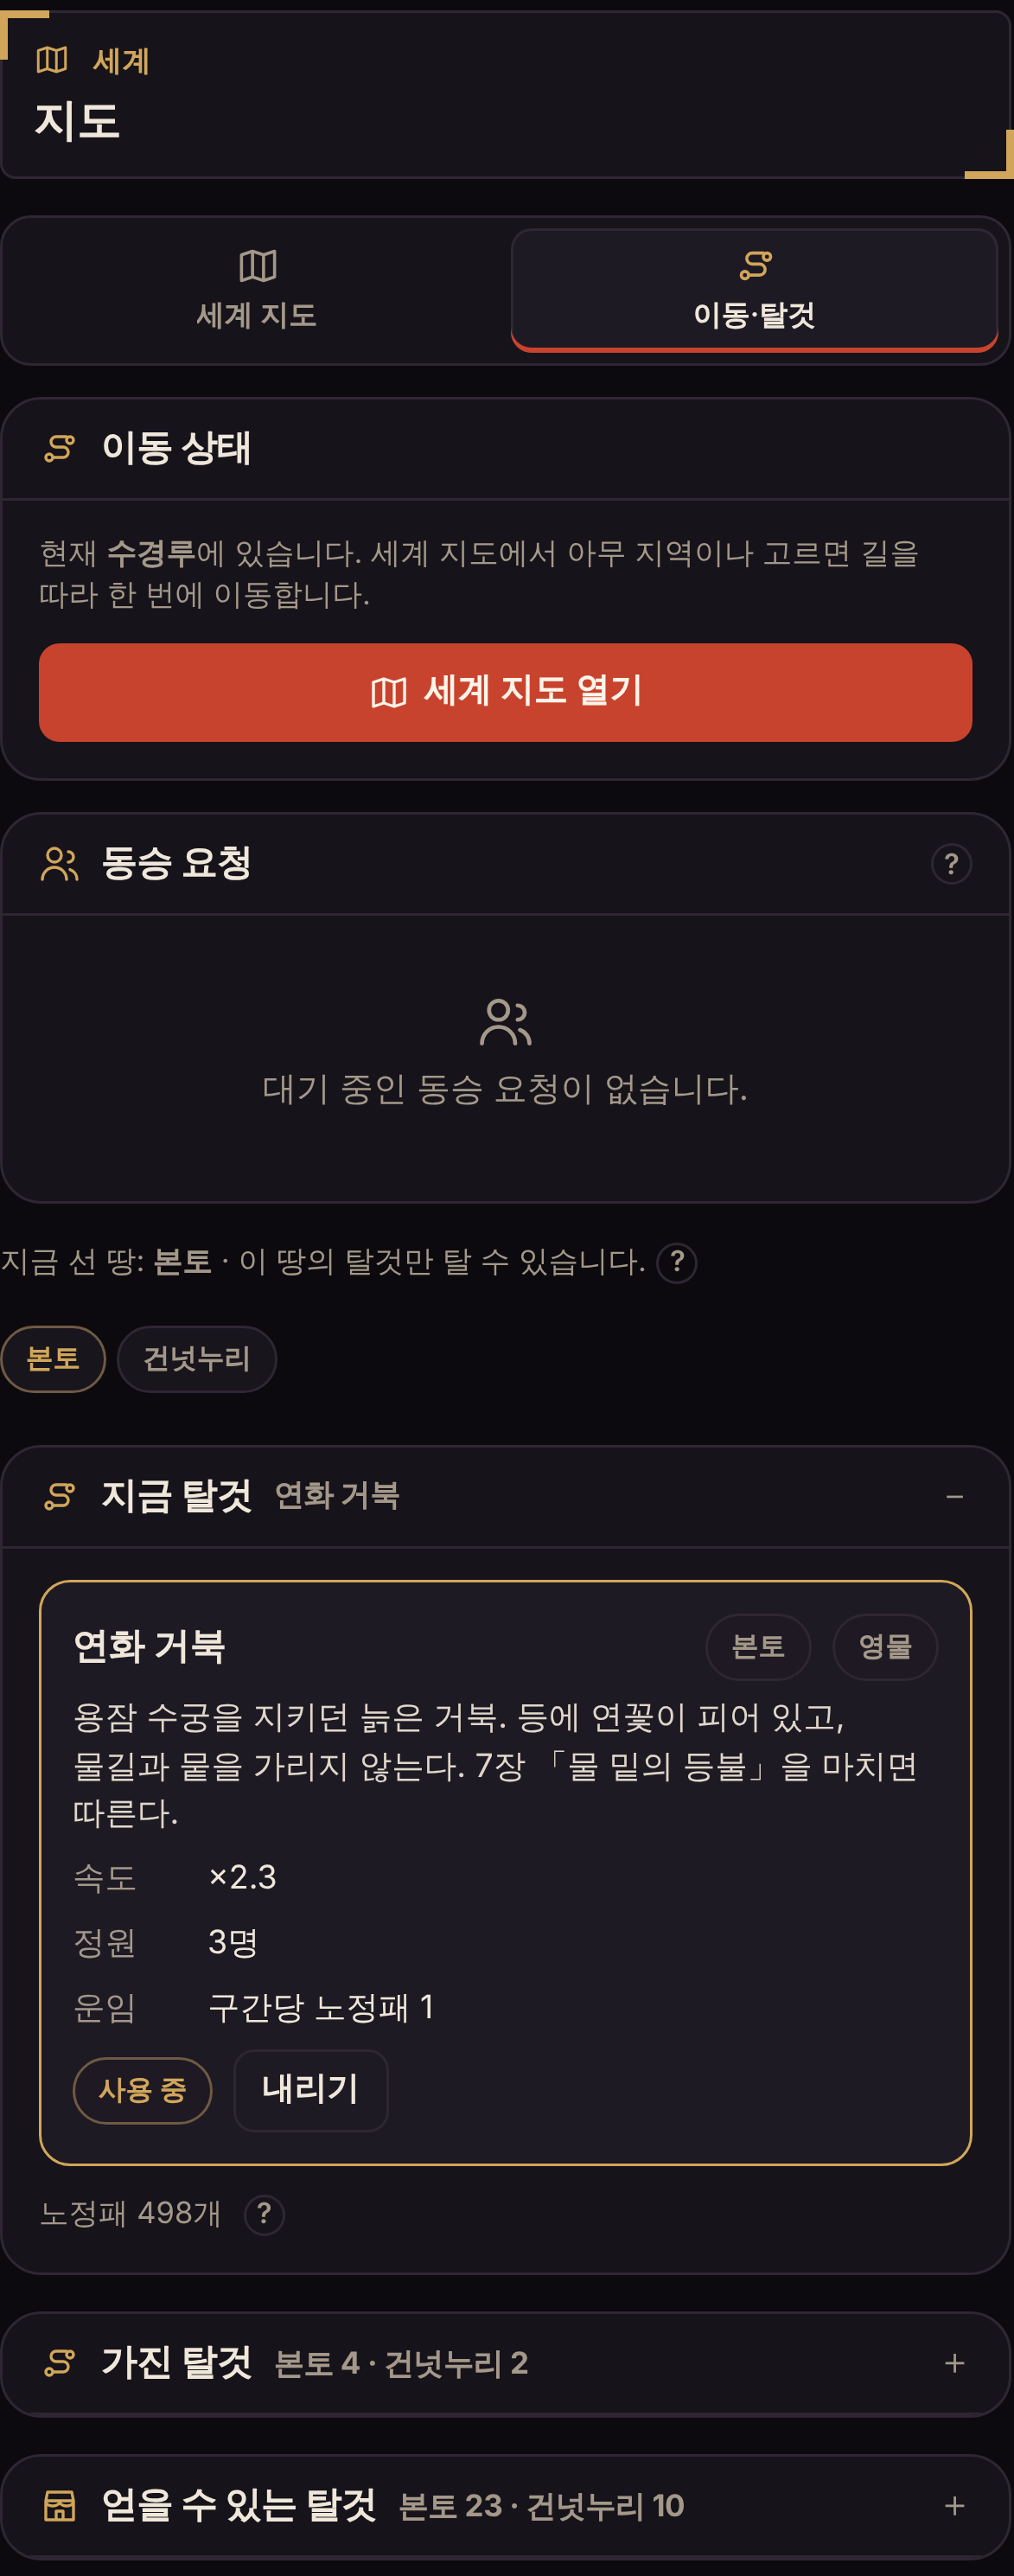 세계
지도
세계 지도
이동·탈것
이동 상태
현재 수경루에 있습니다. 세계 지도에서 아무 지역이나 고르면 길을
따라 한 번에 이동합니다.
세계 지도 열기
동승 요청
?
대기 중인 동승 요청이 없습니다.
지금 선 땅: 본토 · 이 땅의 탈것만 탈 수 있습니다. ?
본토 건넛누리
지금 탈것 연화 거북 −
연화 거북 본토 영물
용잠 수궁을 지키던 늙은 거북. 등에 연꽃이 피어 있고,
물길과 뭍을 가리지 않는다. 7장 「물 밑의 등불」을 마치면
따른다.
속도 ×2.3
정원 3명
운임 구간당 노정패 1
사용 중 내리기
노정패 498개 ?
가진 탈것 본토 4 · 건넛누리 2 +
얻을 수 있는 탈것 본토 23 · 건넛누리 10 +